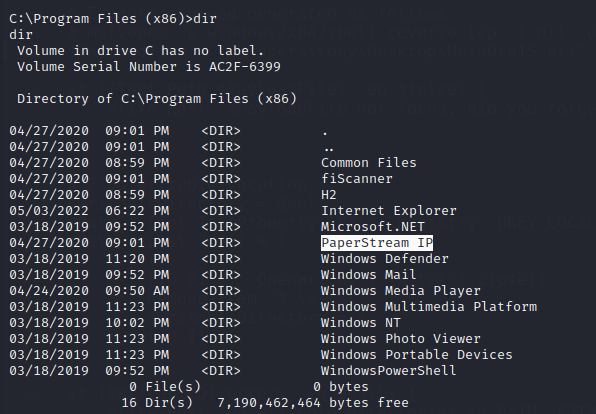 C:\Program Files (x86)>dir
dir
 Volume in drive C has no label.
 Volume Serial Number is AC2F-6399

 Directory of C:\Program Files (x86)

04/27/2020  09:01 PM    <DIR>          .
04/27/2020  09:01 PM    <DIR>          ..
04/27/2020  08:59 PM    <DIR>          Common Files
04/27/2020  09:01 PM    <DIR>          fiScanner
04/27/2020  08:59 PM    <DIR>          H2
05/03/2022  06:22 PM    <DIR>          Internet Explorer
03/18/2019  09:52 PM    <DIR>          Microsoft.NET
04/27/2020  09:01 PM    <DIR>          PaperStream IP
03/18/2019  11:20 PM    <DIR>          Windows Defender
03/18/2019  09:52 PM    <DIR>          Windows Mail
04/24/2020  09:50 AM    <DIR>          Windows Media Player
03/18/2019  11:23 PM    <DIR>          Windows Multimedia Platform
03/18/2019  10:02 PM    <DIR>          Windows NT
03/18/2019  11:23 PM    <DIR>          Windows Photo Viewer
03/18/2019  11:23 PM    <DIR>          Windows Portable Devices
03/18/2019  09:52 PM    <DIR>          WindowsPowerShell
               0 File(s)              0 bytes
              16 Dir(s)   7,190,462,464 bytes free